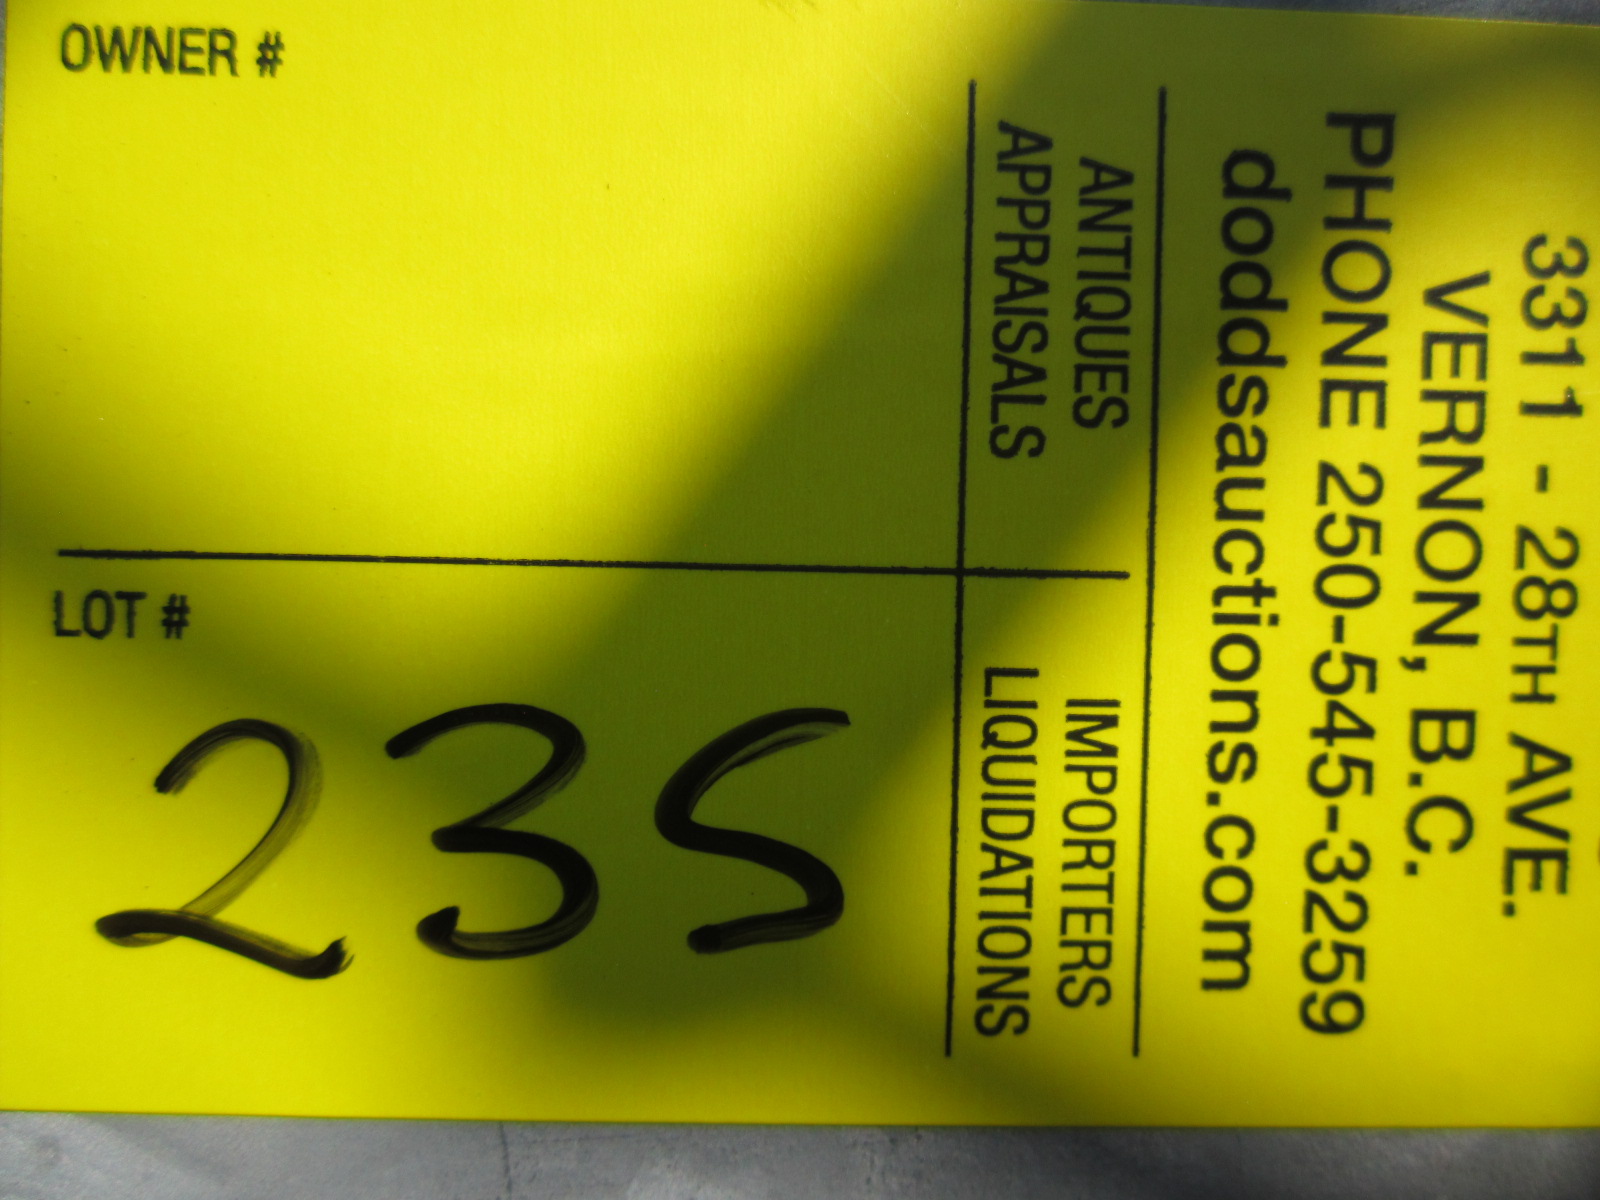 3311 - 28TH AVE.
VERNON, B.C.
PHONE 250-545-3259
doddsauctions.com
ANTIQUES
APPRAISALS
IMPORTERS
LIQUIDATIONS
OWNER #
LOT #
235